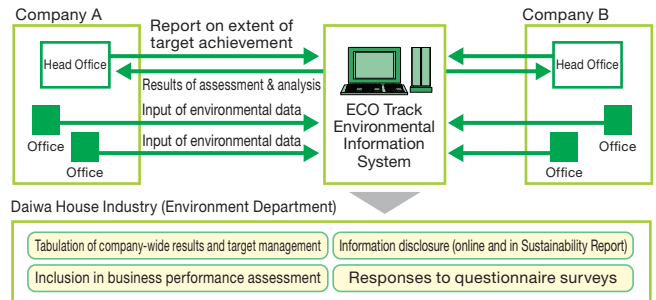 Company A
Company B
Report on extent of
target achievement
Head Office
Head Office
Results of assessment & analysis
Input of environmental data
ECO Track
Environmental
Information
System
Office
Office
Input of environmental data
Office
Office
Daiwa House Industry (Environment Department)
Tabulation of company-wide results and target management
Information disclosure (online and in Sustainability Report)
Inclusion in business performance assessment
Responses to questionnaire surveys